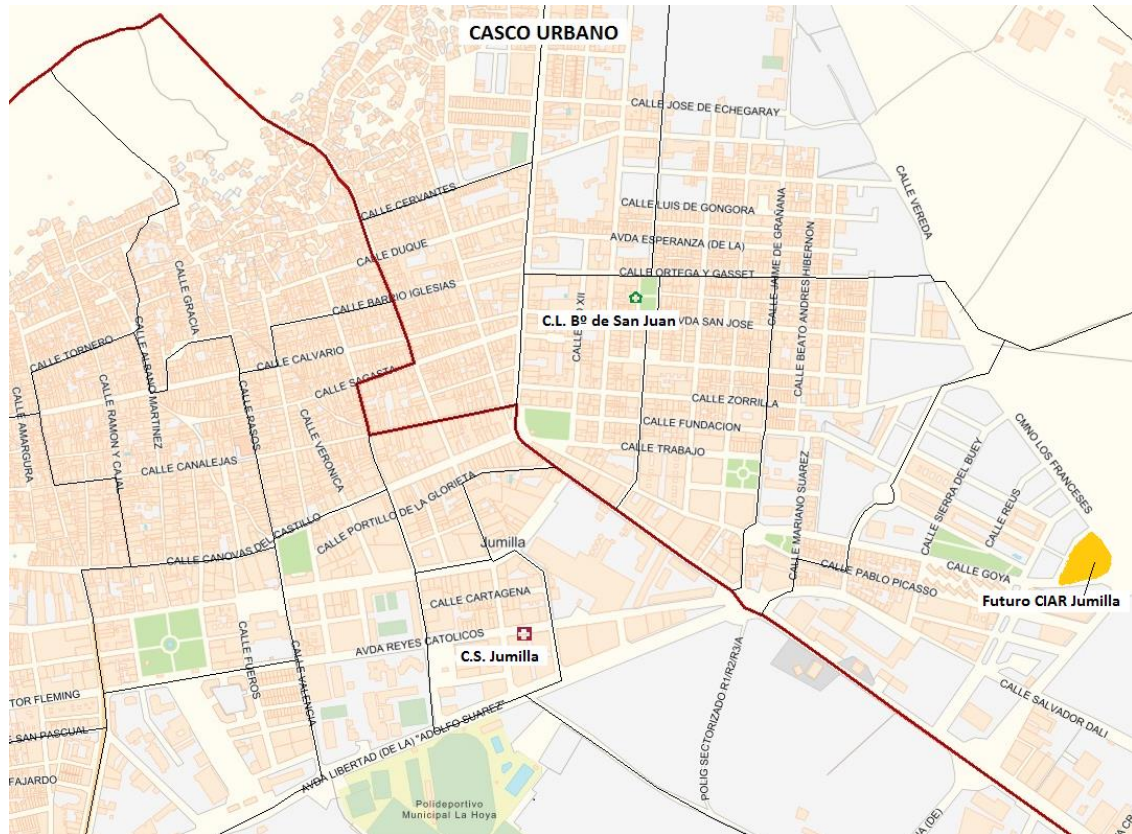 CASCO URBANO
CALLE JOSE DE ECHEGARAY
CALLE CERVANTES
CALLE VEREDA
CALLE LUIS DE GONGORA
CALLE DUQUE
AVDA ESPERANZA (DE LA)
CALLE JAIME DE GRAÑANA
CALLE BEATO ANDRES HIBERNON
CALLE GRACIA
CALLE ORTEGA Y GASSET
CALLE BARRIO IGLESIAS
C.L. Bº de San Juan
XII
AVDA SAN JOSE
CALLE TORNERO
CALLE ALBANO MARTINEZ
CALLE CALVARIO
CALLE SAGASTA
CALLE AMARGURA
CALLE RAMON Y CAJAL
CALLE PASOS
CALLE VERONICA
CALLE ZORRILLA
CALLE FUNDACION
CALLE TRABAJO
CALLE CANALEJAS
CALLE MARIANO SUAREZ
CMNO LOS FRANCESES
CALLE SIERRA DEL BUEY
CALLE REUS
CALLE PORTILLO DE LA GLORIETA
CALLE CANOVAS DEL CASTILLO
Jumilla
CALLE GOYA
CALLE PABLO PICASSO
Futuro CIAR Jumilla
CALLE CARTAGENA
AVDA REYES CATOLICOS
C.S. Jumilla
CALLE FUEROS
CALLE VALENCIA
POLIG SECTORIZADO R1/R2/R3/A
TOR FLEMING
CALLE SALVADOR DALI
SAN PASCUAL
AVDA LIBERTAD (DE LA) "ADOLFO SUAREZ"
FAJARDO
Polideportivo
Municipal La Hoya
(DE)